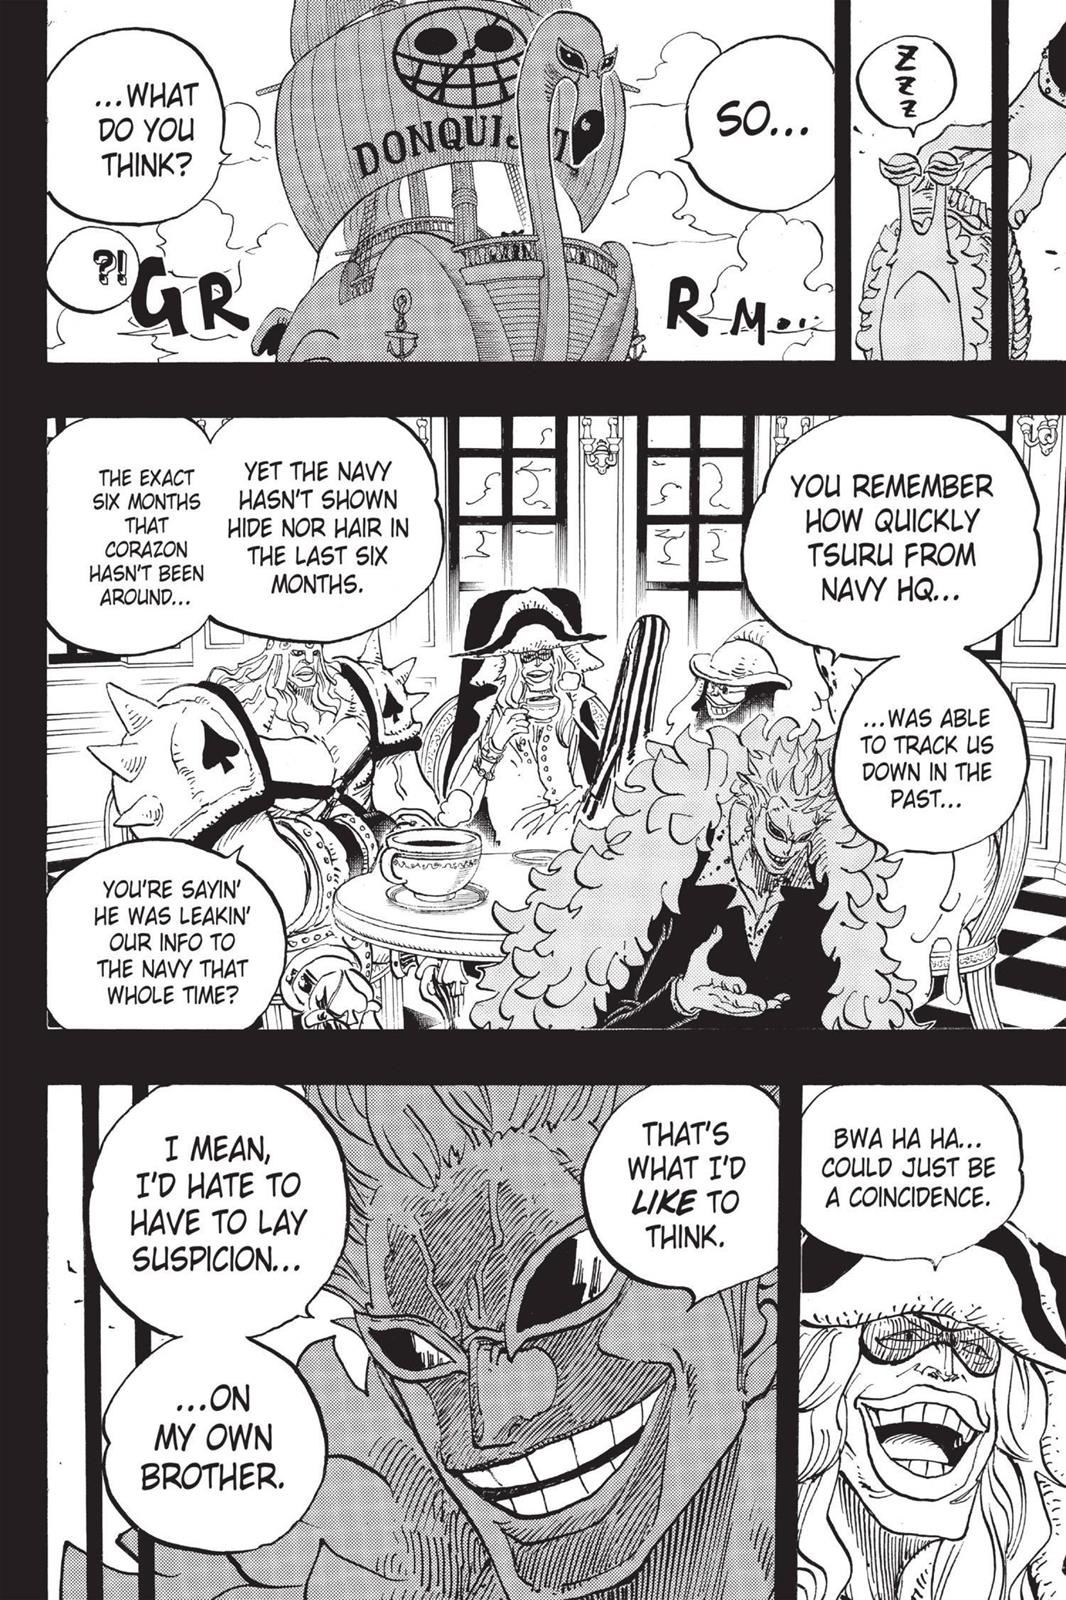 Z
Z
Z
SO...
...WHAT
DO YOU
THINK?
?!
DONQUI
GR
RM...
YOU REMEMBER
HOW QUICKLY
TSURU FROM
NAVY HQ...
...WAS ABLE
TO TRACK US
DOWN IN THE
PAST...
YET THE NAVY
HASN'T SHOWN
HIDE NOR HAIR IN
THE LAST SIX
MONTHS.
THE EXACT
SIX MONTHS
THAT
CORAZON
HASN'T BEEN
AROUND...
YOU'RE SAYIN'
HE WAS LEAKIN'
OUR INFO TO
THE NAVY THAT
WHOLE TIME?
BWA HA HA...
COULD JUST BE
A COINCIDENCE.
THAT'S
WHAT I'D
LIKE TO
THINK.
I MEAN,
I'D HATE TO
HAVE TO LAY
SUSPICION...
...ON
MY OWN
BROTHER.